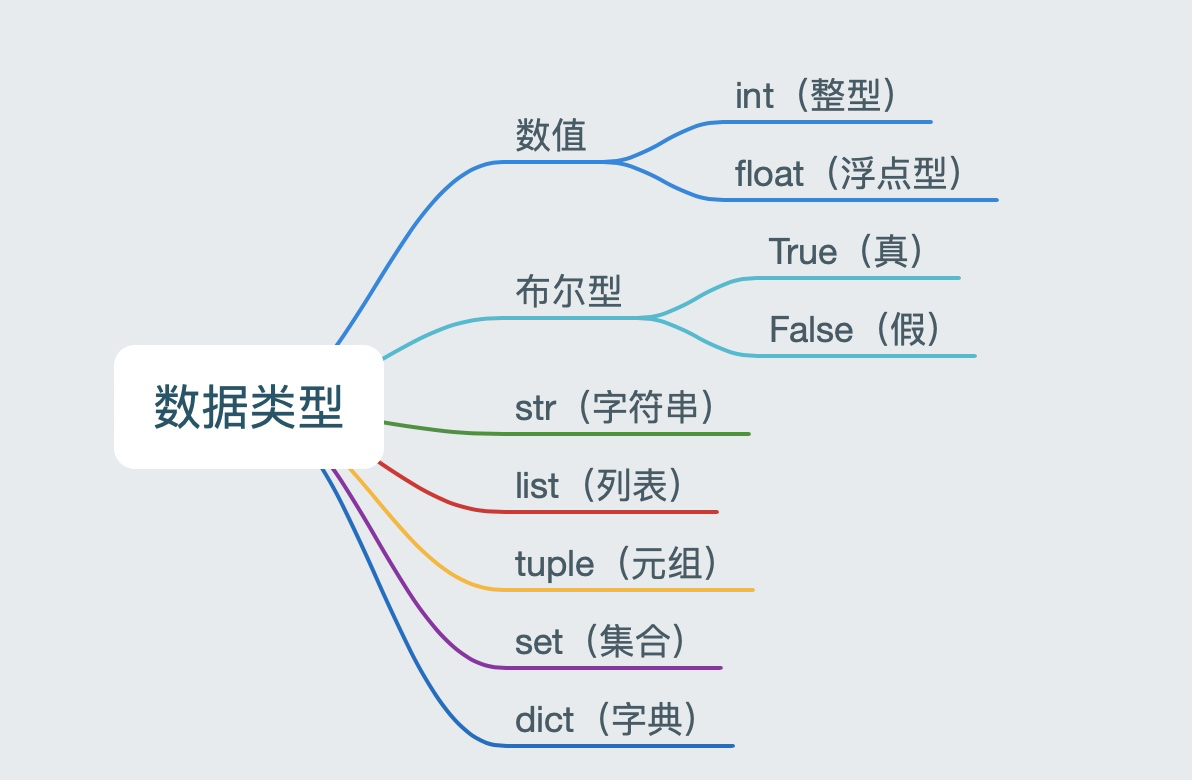 数据类型
数值
int（整型）
float（浮点型）
布尔型
True（真）
False（假）
str（字符串）
list（列表）
tuple（元组）
set（集合）
dict（字典）